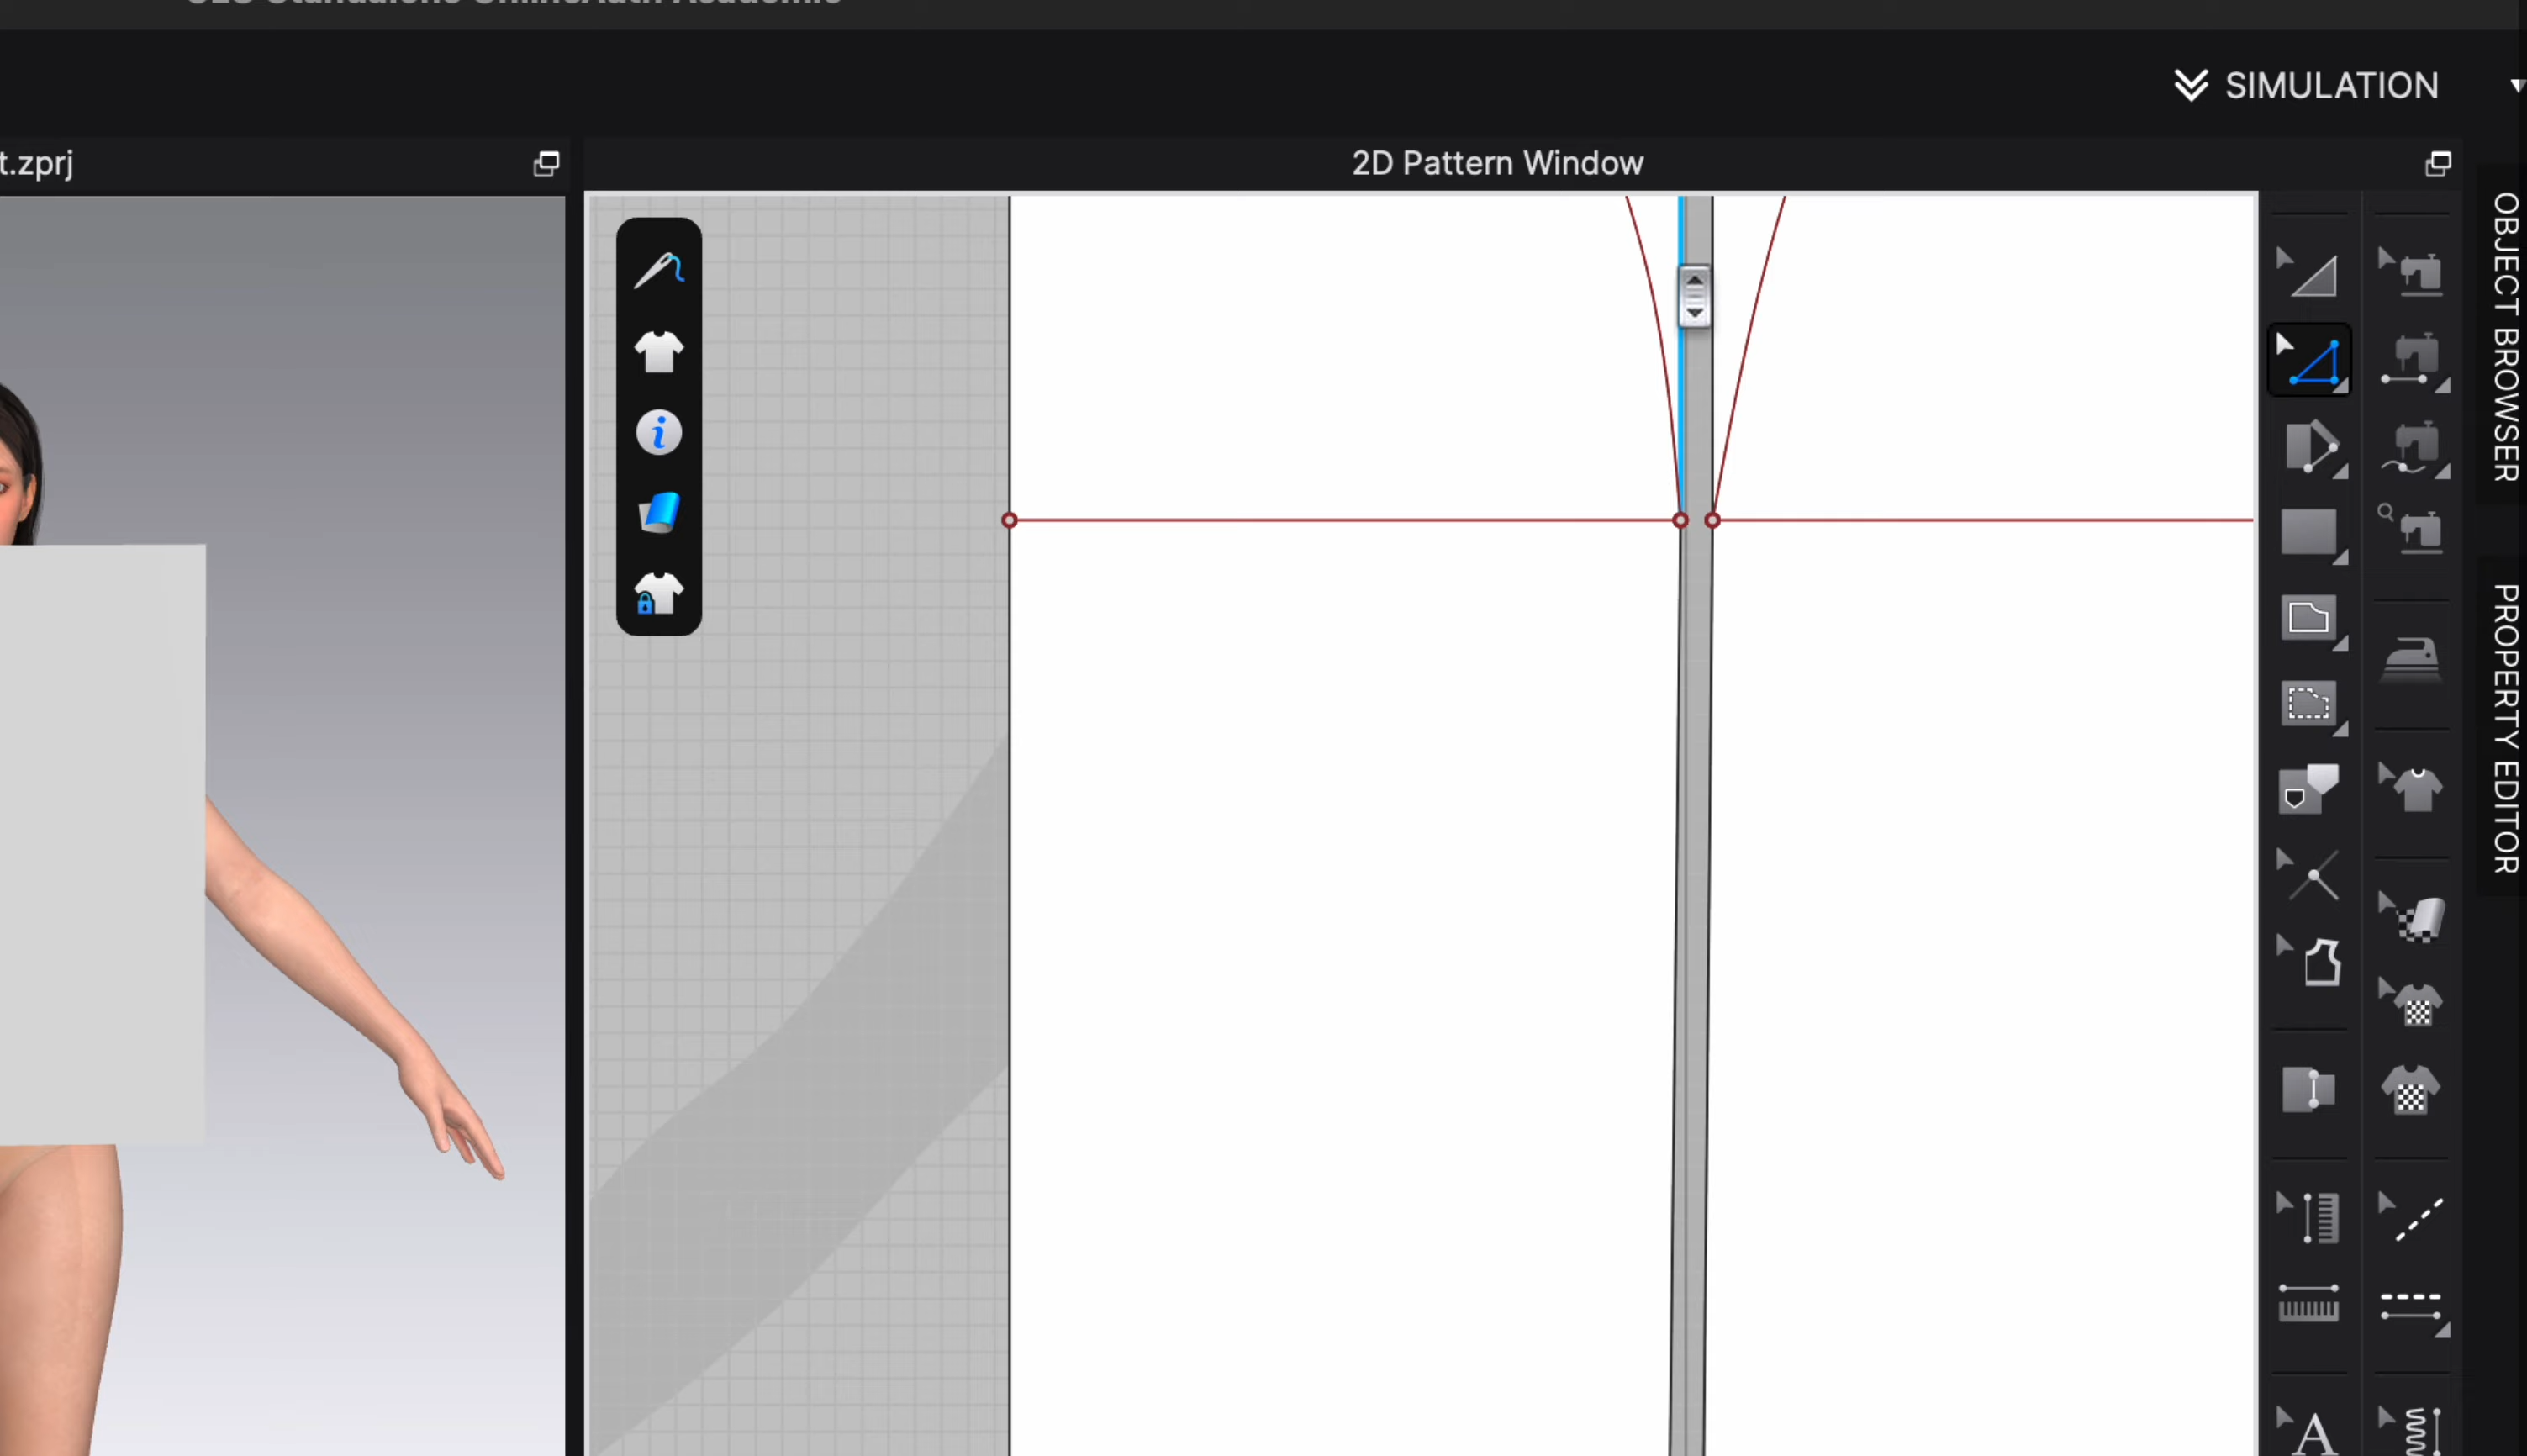 SIMULATION
t.zprj
2D Pattern Window
OBJECT BROWSER
PROPERTY EDITOR
i
A